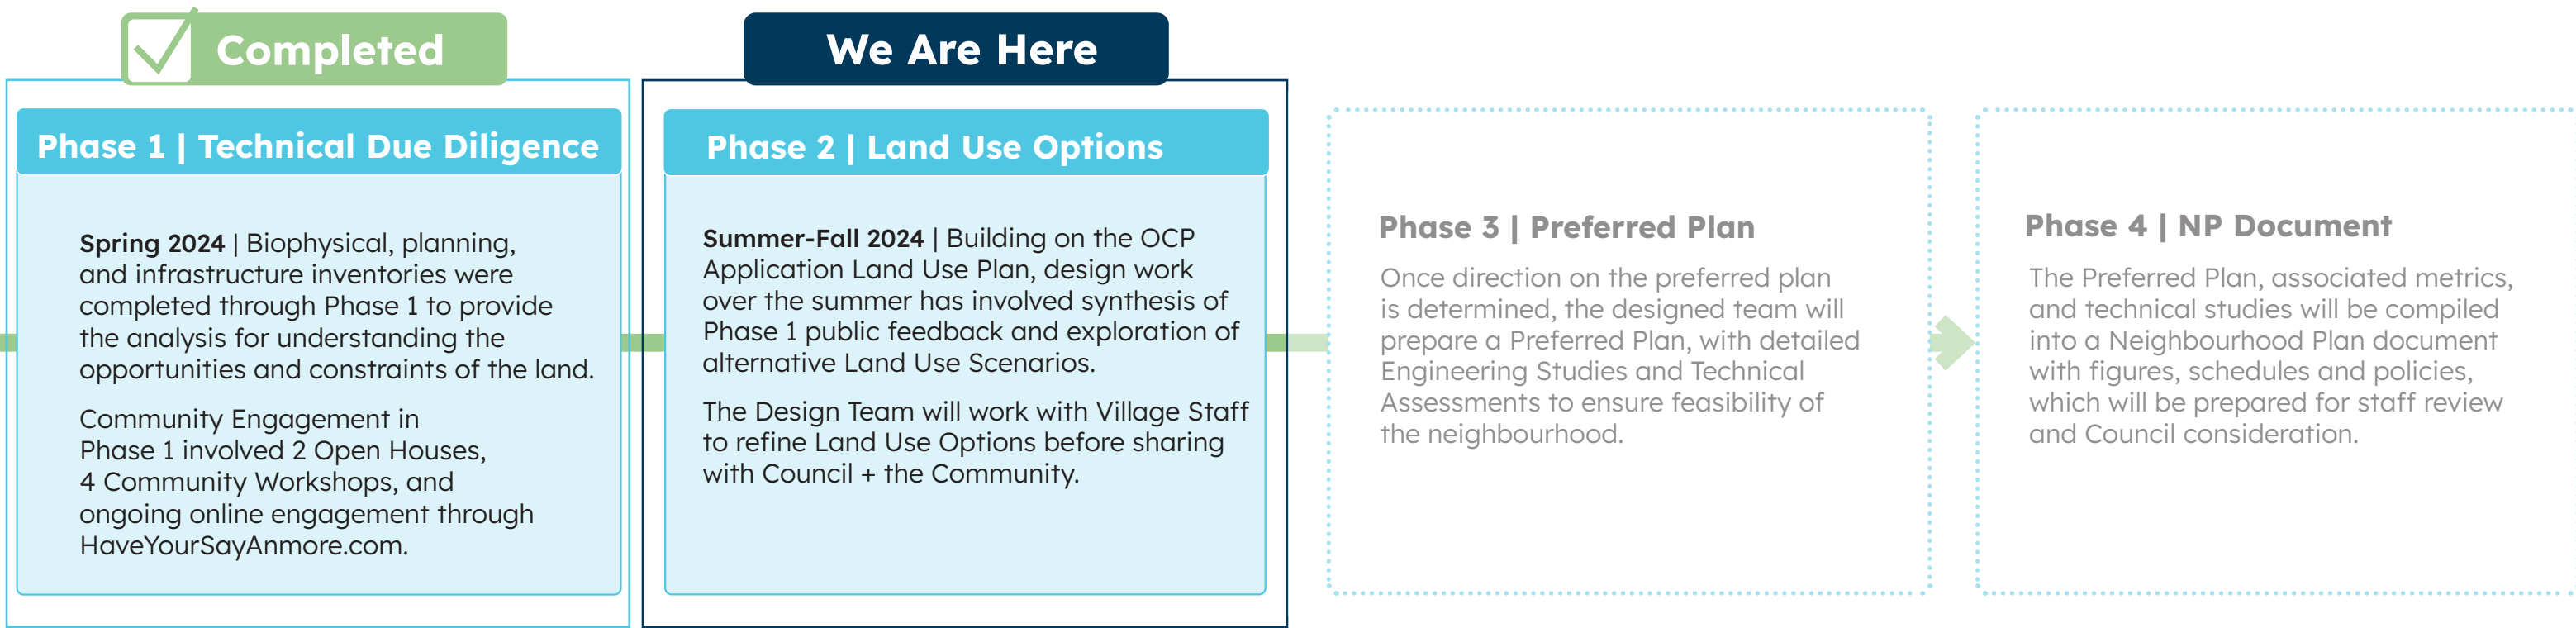 Completed
Phase 1 | Technical Due Diligence
Spring 2024 | Biophysical, planning,
and infrastructure inventories were
completed through Phase 1 to provide
the analysis for understanding the
opportunities and constraints of the land.
Community Engagement in
Phase 1 involved 2 Open Houses,
4 Community Workshops, and
ongoing online engagement through
HaveYourSayAnmore.com.
We Are Here
Phase 2 | Land Use Options
Summer-Fall 2024 | Building on the OCP
Application Land Use Plan, design work
over the summer has involved synthesis of
Phase 1 public feedback and exploration of
alternative Land Use Scenarios.
The Design Team will work with Village Staff
to refine Land Use Options before sharing
with Council + the Community.
Phase 3 | Preferred Plan
Once direction on the preferred plan
is determined, the designed team will
prepare a Preferred Plan, with detailed
Engineering Studies and Technical
Assessments to ensure feasibility of
the neighbourhood.
Phase 4 | NP Document
The Preferred Plan, associated metrics,
and technical studies will be compiled
into a Neighbourhood Plan document
with figures, schedules and policies,
which will be prepared for staff review
and Council consideration.